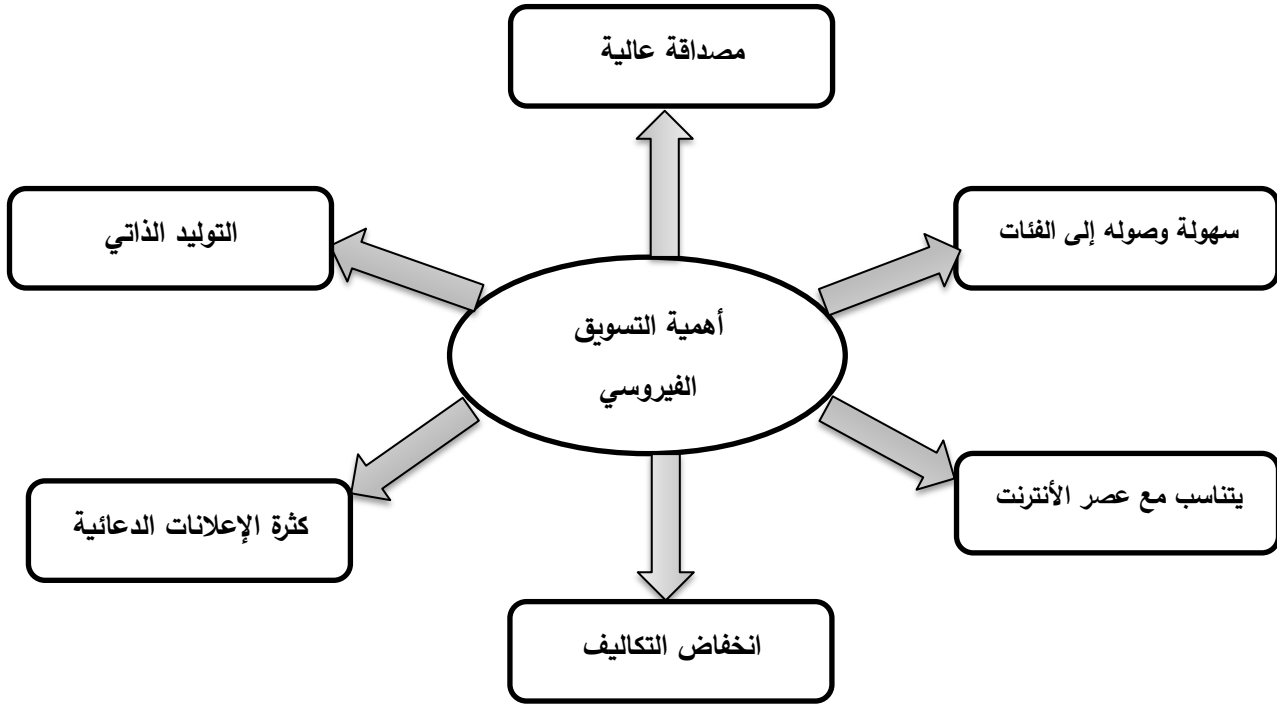 مصداقة عالية
سهولة وصوله إلى الفئات
التوليد الذاتي
أهمية التسويق
الفيروسي
يتناسب مع عصر الأنترنت
كثرة الإعلانات الدعائية
انخفاض التكاليف